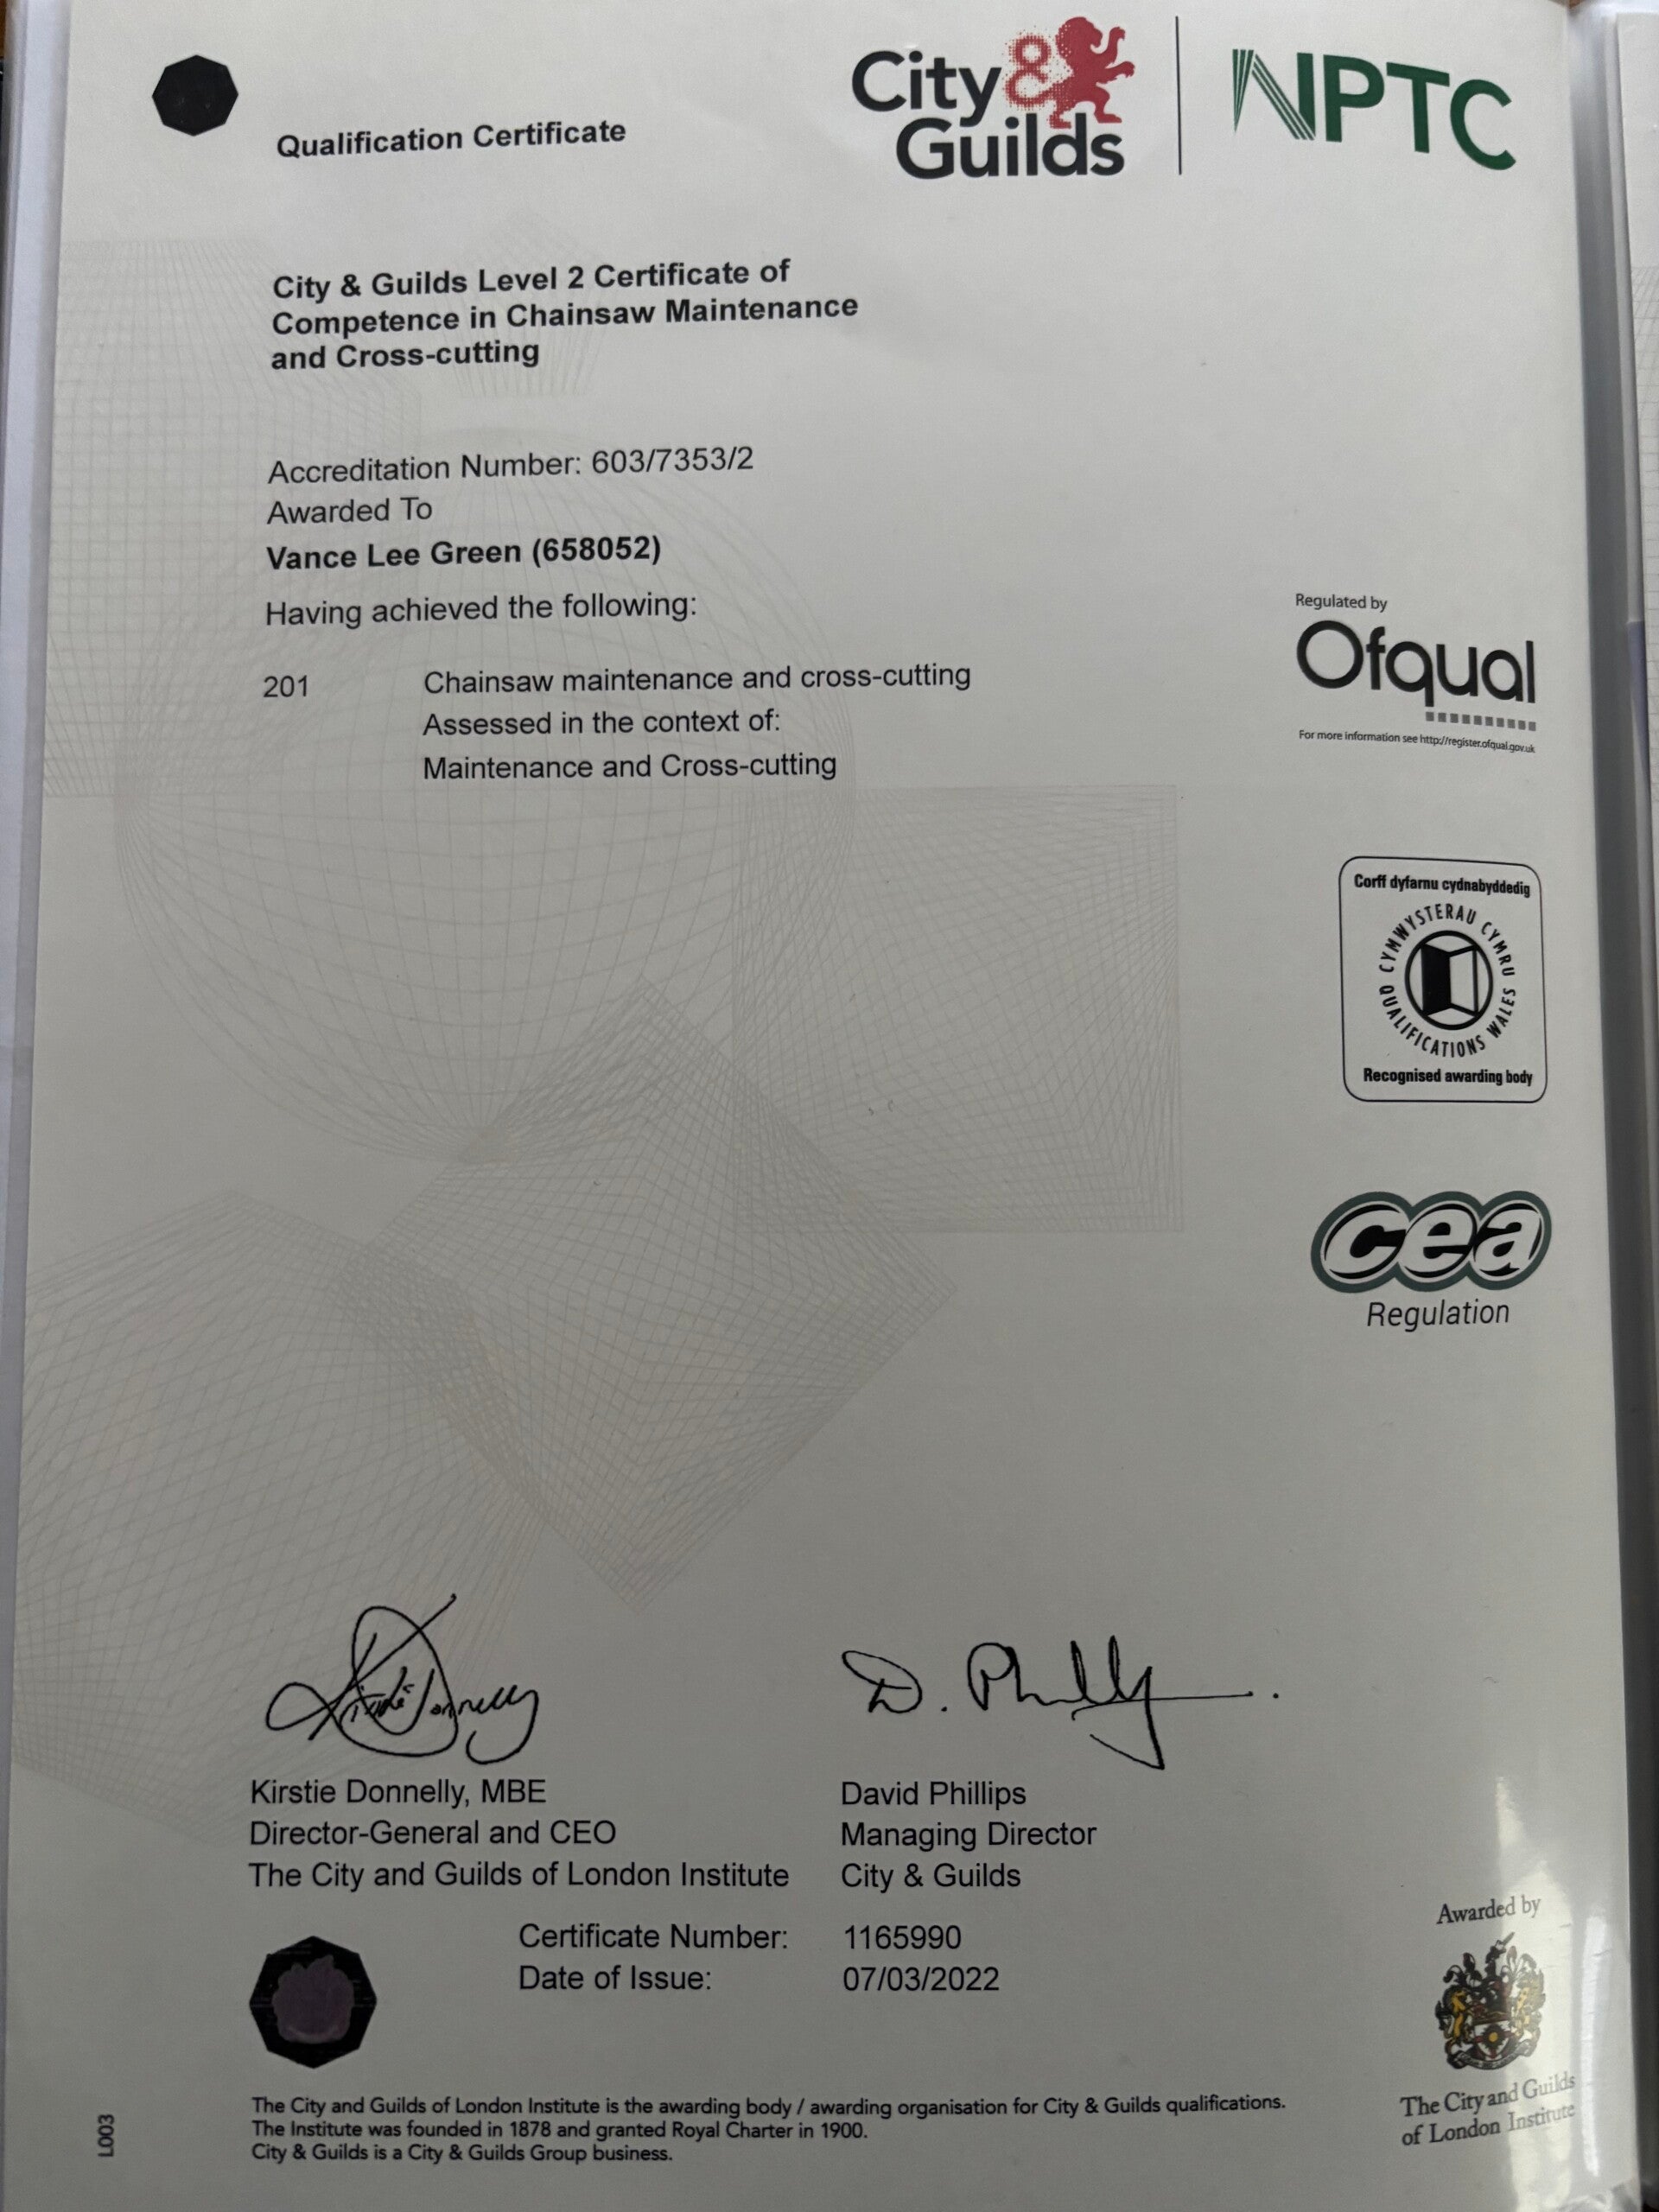 City & Guilds
NPTC
Qualification Certificate
City & Guilds Level 2 Certificate of
Competence in Chainsaw Maintenance
and Cross-cutting
Accreditation Number: 603/7353/2
Awarded To
Vance Lee Green (658052)
Having achieved the following:
201 Chainsaw maintenance and cross-cutting
Assessed in the context of:
Maintenance and Cross-cutting
Regulated by
Ofqual
For more information see http://register.ofqual.gov.uk
Corff dyfarnu cydnabyddedig
CYMWYSTERAU CYMRU
QUALIFICATIONS WALES
Recognised awarding body
cea
Regulation
Kirstie Donnelly
D. Phillips
Kirstie Donnelly, MBE
Director-General and CEO
The City and Guilds of London Institute
David Phillips
Managing Director
City & Guilds
Certificate Number: 1165990
Date of Issue: 07/03/2022
Awarded by
The City and Guilds
of London Institute
The City and Guilds of London Institute is the awarding body / awarding organisation for City & Guilds qualifications.
The Institute was founded in 1878 and granted Royal Charter in 1900.
City & Guilds is a City & Guilds Group business.
L003